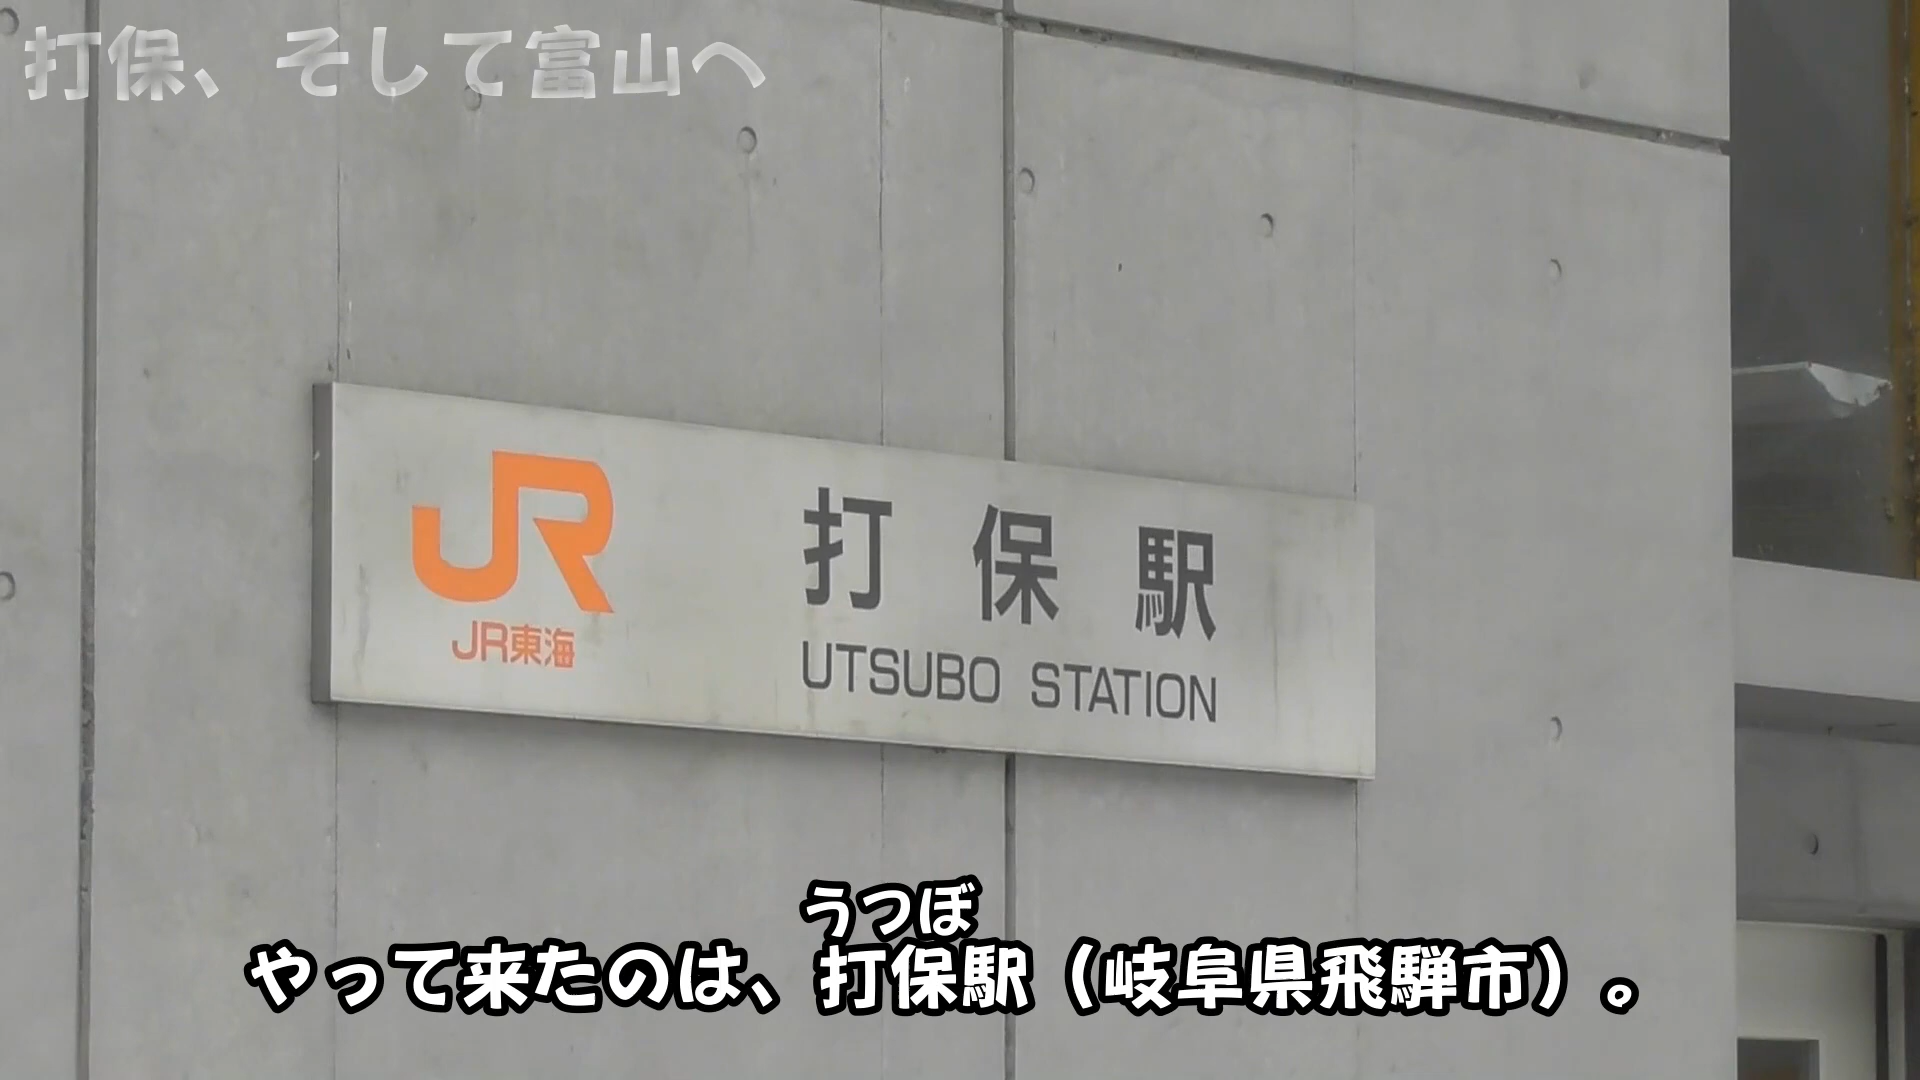 打保、そして富山へ
JR
JR東海
打保駅
UTSUBO STATION
うつぼ
やって来たのは、打保駅（岐阜県飛騨市）。